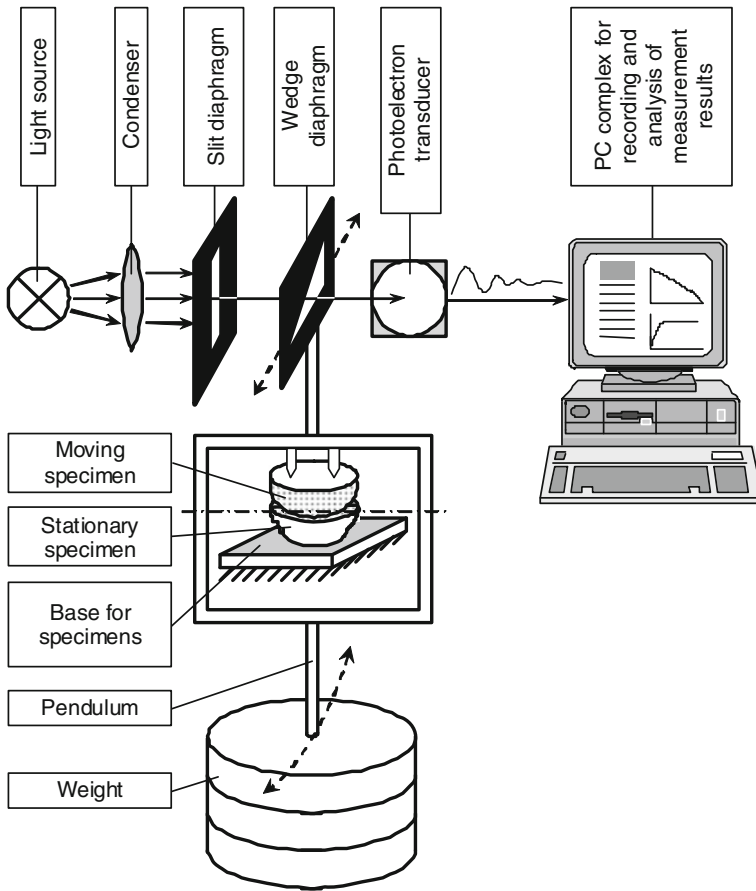 Light source
Condenser
Slit diaphragm
Wedge
diaphragm
Photoelectron
transducer
PC complex for
recording and
analysis of
measurement
results
Moving
specimen
Stationary
specimen
Base for
specimens
Pendulum
Weight